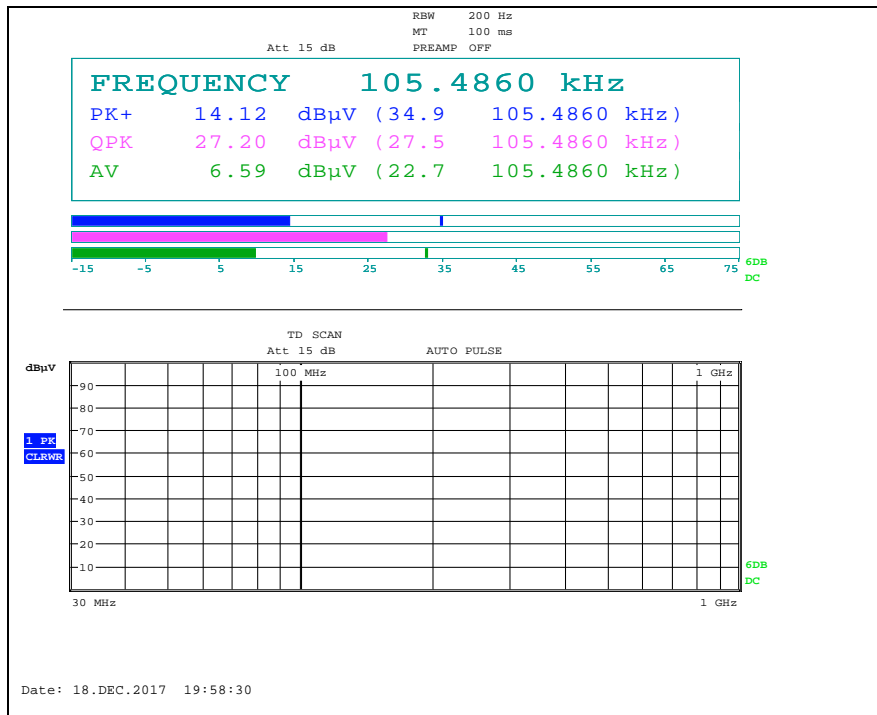 RBW 200 Hz
MT 100 ms
Att 15 dB PREAMP OFF
FREQUENCY 105.4860 kHz
PK+ 14.12 dBµV (34.9 105.4860 kHz)
QPK 27.20 dBµV (27.5 105.4860 kHz)
AV 6.59 dBµV (22.7 105.4860 kHz)
-15 -5 5 15 25 35 45 55 65 75
6DB
DC
TD SCAN
Att 15 dB AUTO PULSE
dBµV
100 MHz 1 GHz
90
80
70
1 PK
CLRWR
60
50
40
30
20
10
6DB
DC
30 MHz 1 GHz
Date: 18.DEC.2017 19:58:30